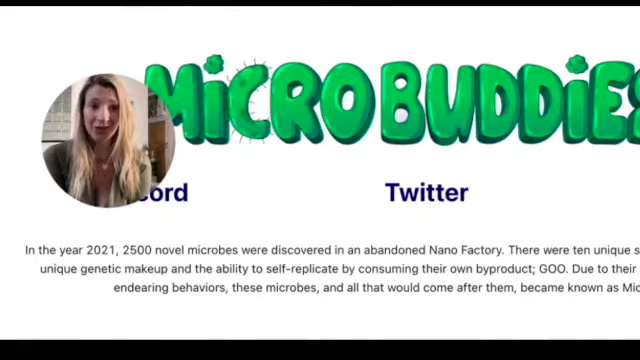 MICROBUDDIES
cord
Twitter
In the year 2021, 2500 novel microbes were discovered in an abandoned Nano Factory. There were ten unique
unique genetic makeup and the ability to self-replicate by consuming their own byproduct; GOO. Due to their
endearing behaviors, these microbes, and all that would come after them, became known as